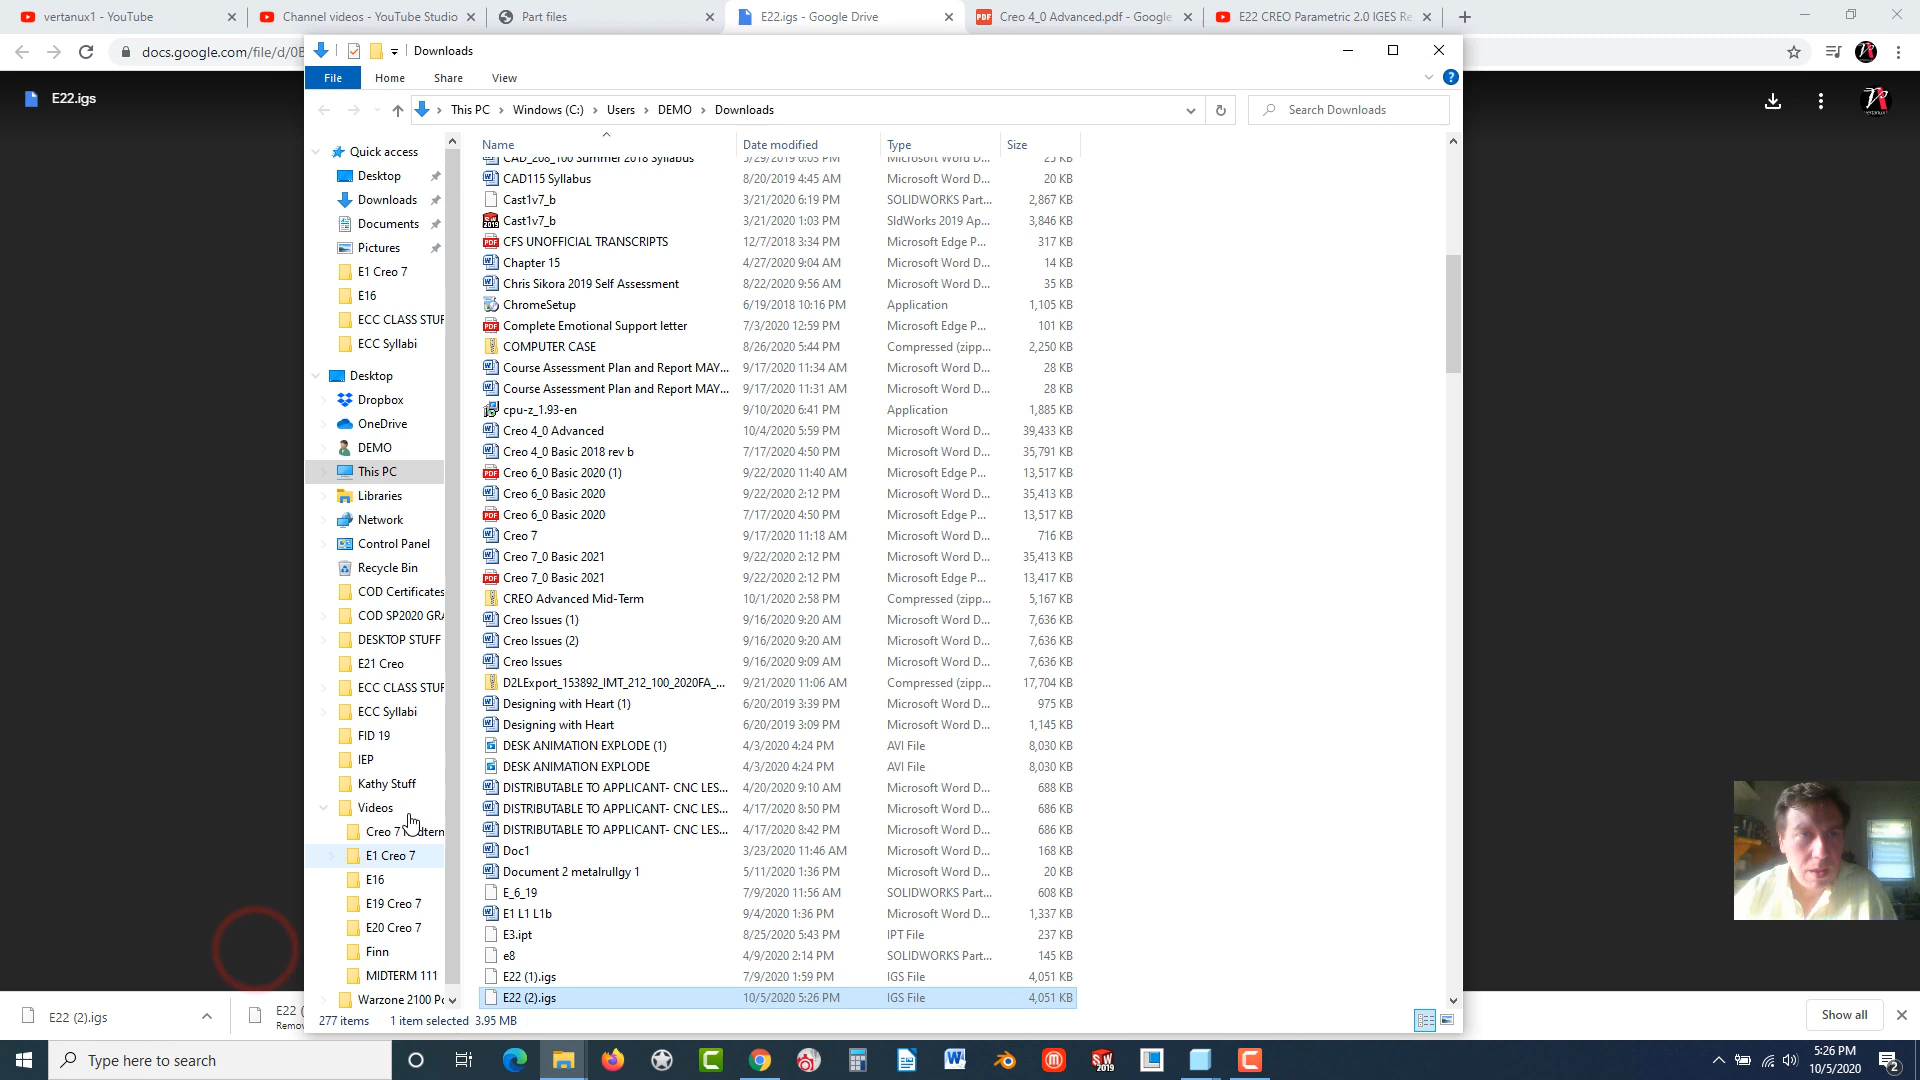 vertanux1 - YouTube
Channel videos - YouTube Studio
Part files
E22.igs - Google Drive
Creo 4_0 Advanced.pdf - Google
E22 CREO Parametric 2.0 IGES Re
docs.google.com/file/d/0B
Downloads
File Home Share View
This PC Windows (C:) Users DEMO Downloads
Search Downloads
E22.igs
Name Date modified Type Size
Quick access
Desktop
Downloads
Documents
Pictures
E1 Creo 7
E16
ECC CLASS STUF
ECC Syllabi
Desktop
Dropbox
OneDrive
DEMO
This PC
Libraries
Network
Control Panel
Recycle Bin
COD Certificates
COD SP2020 GRA
DESKTOP STUFF
E21 Creo
ECC CLASS STUF
ECC Syllabi
FID 19
IEP
Kathy Stuff
Videos
Creo 7
E1 Creo 7
E16
E19 Creo 7
E20 Creo 7
Finn
MIDTERM 111
Warzone 2100 Po
CAD_208_100 Summer 2018 Syllabus 5/29/2019 6:03 PM Microsoft Word D... 25 KB
CAD115 Syllabus 8/20/2019 4:45 AM Microsoft Word D... 20 KB
Cast1v7_b 3/21/2020 6:19 PM SOLIDWORKS Part... 2,867 KB
Cast1v7_b 3/21/2020 1:03 PM SldWorks 2019 Ap... 3,846 KB
CFS UNOFFICIAL TRANSCRIPTS 12/7/2018 3:34 PM Microsoft Edge P... 317 KB
Chapter 15 4/27/2020 9:04 AM Microsoft Word D... 14 KB
Chris Sikora 2019 Self Assessment 8/22/2020 9:56 AM Microsoft Word D... 35 KB
ChromeSetup 6/19/2018 10:16 PM Application 1,105 KB
Complete Emotional Support letter 7/3/2020 12:59 PM Microsoft Edge P... 101 KB
COMPUTER CASE 8/26/2020 5:44 PM Compressed (zipp... 2,250 KB
Course Assessment Plan and Report MAY... 9/17/2020 11:34 AM Microsoft Word D... 28 KB
Course Assessment Plan and Report MAY... 9/17/2020 11:31 AM Microsoft Word D... 28 KB
cpu-z_1.93-en 9/10/2020 6:41 PM Application 1,885 KB
Creo 4_0 Advanced 10/4/2020 5:59 PM Microsoft Word D... 39,433 KB
Creo 4_0 Basic 2018 rev b 7/17/2020 4:50 PM Microsoft Word D... 35,791 KB
Creo 6_0 Basic 2020 (1) 9/22/2020 11:40 AM Microsoft Edge P... 13,517 KB
Creo 6_0 Basic 2020 9/22/2020 2:12 PM Microsoft Word D... 35,413 KB
Creo 6_0 Basic 2020 7/17/2020 4:50 PM Microsoft Edge P... 13,517 KB
Creo 7 9/17/2020 11:18 AM Microsoft Word D... 716 KB
Creo 7_0 Basic 2021 9/22/2020 2:12 PM Microsoft Word D... 35,413 KB
Creo 7_0 Basic 2021 9/22/2020 2:12 PM Microsoft Edge P... 13,417 KB
CREO Advanced Mid-Term 10/1/2020 2:58 PM Compressed (zipp... 5,167 KB
Creo Issues (1) 9/16/2020 9:20 AM Microsoft Word D... 7,636 KB
Creo Issues (2) 9/16/2020 9:20 AM Microsoft Word D... 7,636 KB
Creo Issues 9/16/2020 9:09 AM Microsoft Word D... 7,636 KB
D2LExport_153892_IMT_212_100_2020FA_... 9/21/2020 11:06 AM Compressed (zipp... 17,704 KB
Designing with Heart (1) 6/20/2019 3:39 PM Microsoft Word D... 975 KB
Designing with Heart 6/20/2019 3:09 PM Microsoft Word D... 1,145 KB
DESK ANIMATION EXPLODE (1) 4/3/2020 4:24 PM AVI File 8,030 KB
DESK ANIMATION EXPLODE 4/3/2020 4:24 PM AVI File 8,030 KB
DISTRIBUTABLE TO APPLICANT- CNC LES... 4/20/2020 9:10 AM Microsoft Word D... 688 KB
DISTRIBUTABLE TO APPLICANT- CNC LES... 4/17/2020 8:50 PM Microsoft Word D... 686 KB
DISTRIBUTABLE TO APPLICANT- CNC LES... 4/17/2020 8:42 PM Microsoft Word D... 686 KB
Doc1 3/23/2020 11:46 AM Microsoft Word D... 168 KB
Document 2 metalrullgy 1 5/11/2020 1:36 PM Microsoft Word D... 20 KB
E_6_19 7/9/2020 11:56 AM SOLIDWORKS Part... 608 KB
E1 L1 L1b 9/4/2020 1:36 PM Microsoft Word D... 1,337 KB
E3.ipt 8/25/2020 5:43 PM IPT File 237 KB
e8 4/9/2020 2:14 PM SOLIDWORKS Part... 145 KB
E22 (1).igs 7/9/2020 1:59 PM IGS File 4,051 KB
E22 (2).igs 10/5/2020 5:26 PM IGS File 4,051 KB
277 items 1 item selected 3.95 MB
E22 (2).igs
E22 (
Remov
Show all
Type here to search
5:26 PM
10/5/2020
2